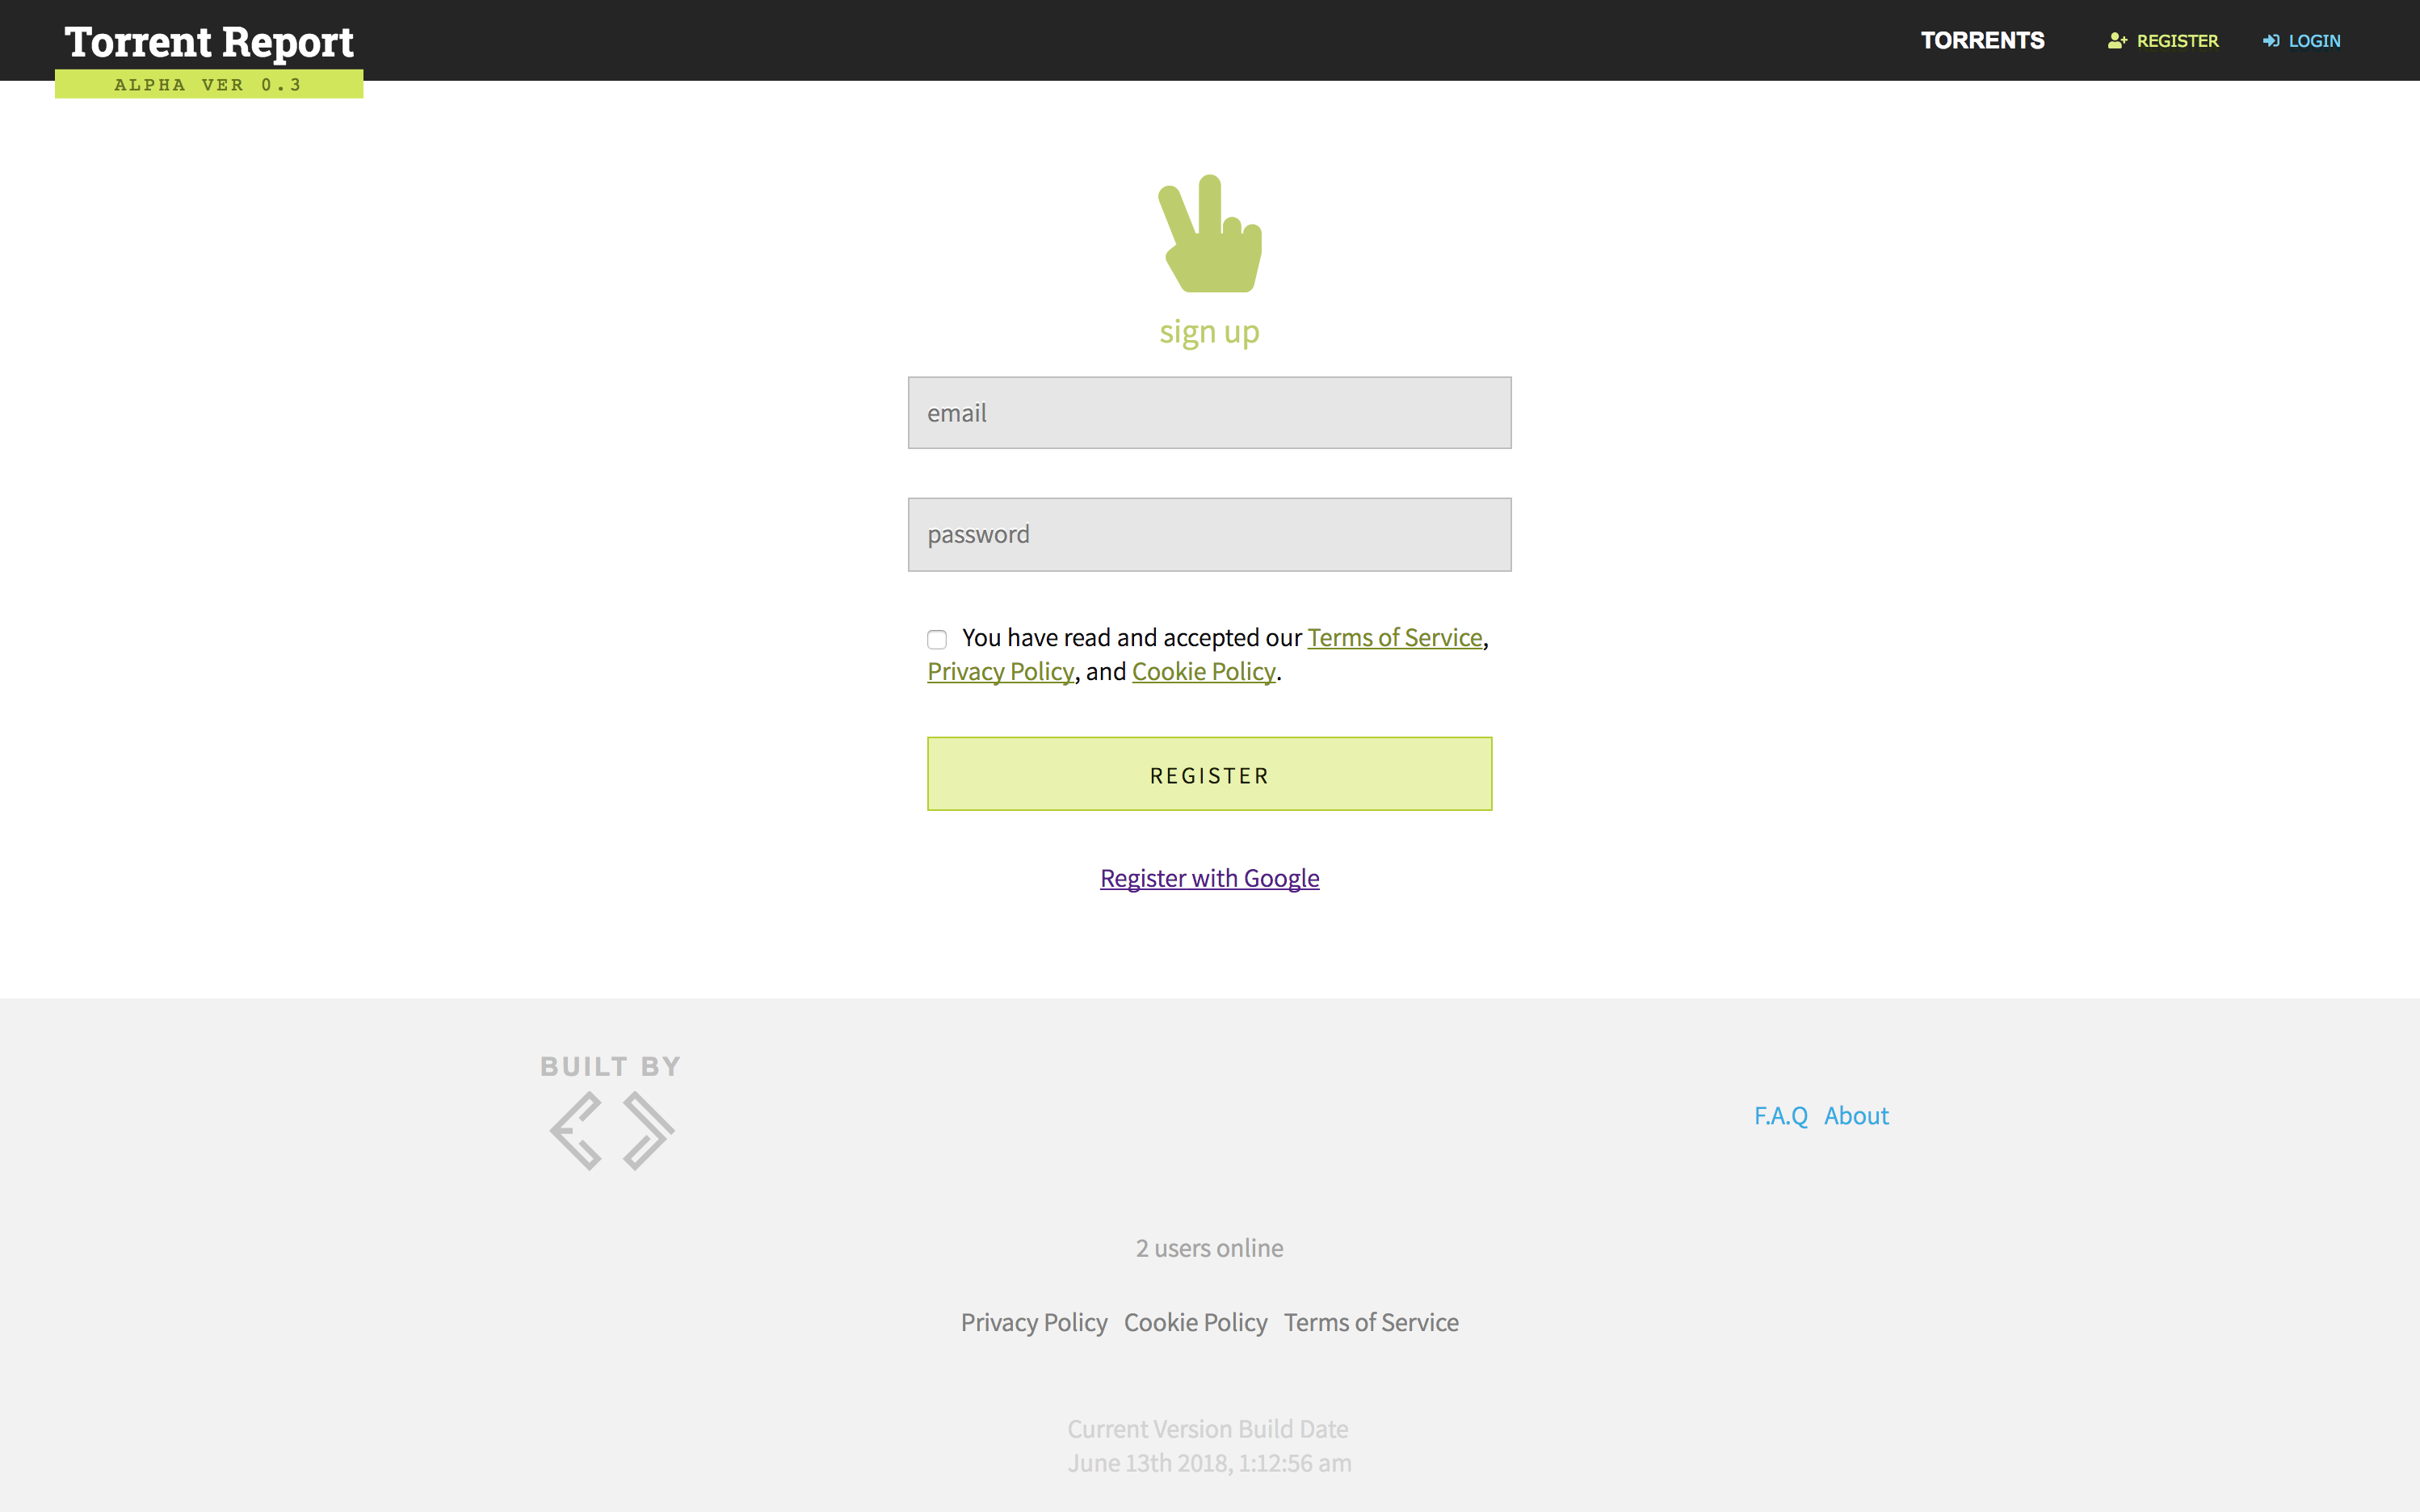 Torrent Report
TORRENTS
REGISTER
LOGIN
ALPHA VER 0.3
sign up
email
password
You have read and accepted our Terms of Service,
Privacy Policy, and Cookie Policy.
REGISTER
Register with Google
BUILT BY
F.A.Q About
2 users online
Privacy Policy Cookie Policy Terms of Service
Current Version Build Date
June 13th 2018, 1:12:56 am